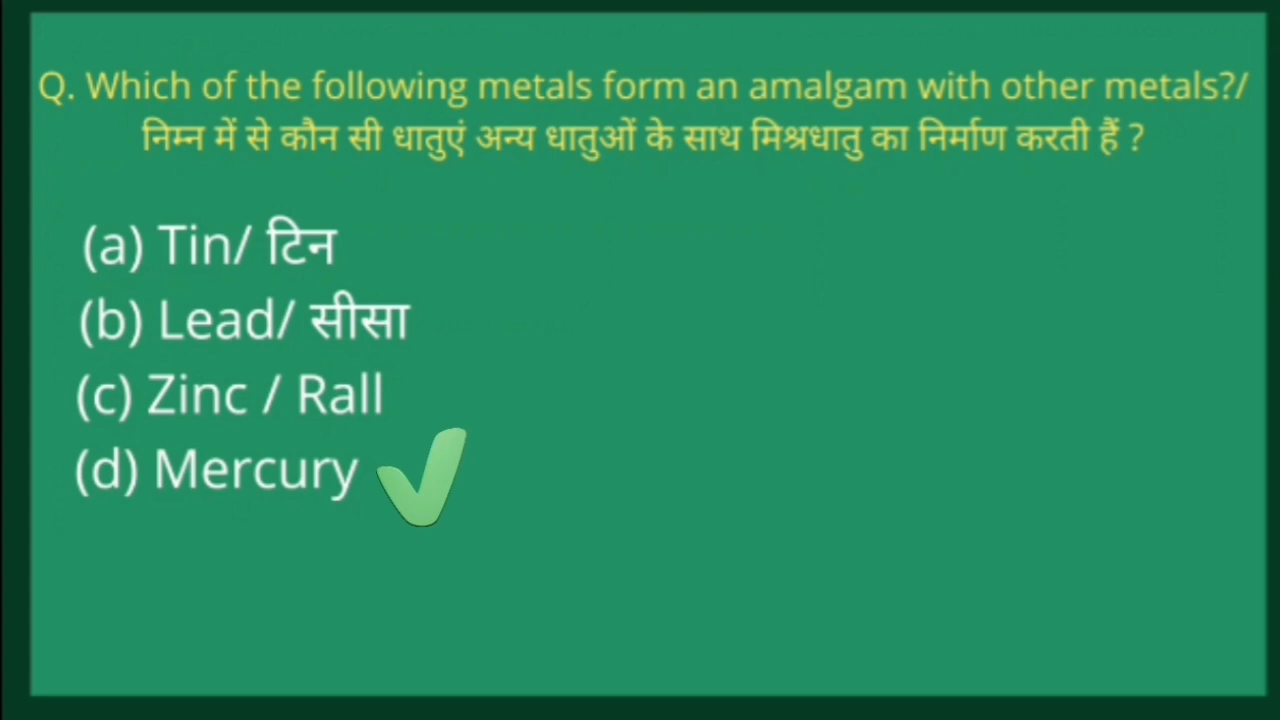 Q. Which of the following metals form an amalgam with other metals?/
निम्न में से कौन सी धातुएं अन्य धातुओं के साथ मिश्रधातु का निर्माण करती हैं ?
(a) Tin/ टिन
(b) Lead/ सीसा
(c) Zinc / Rall
(d) Mercury